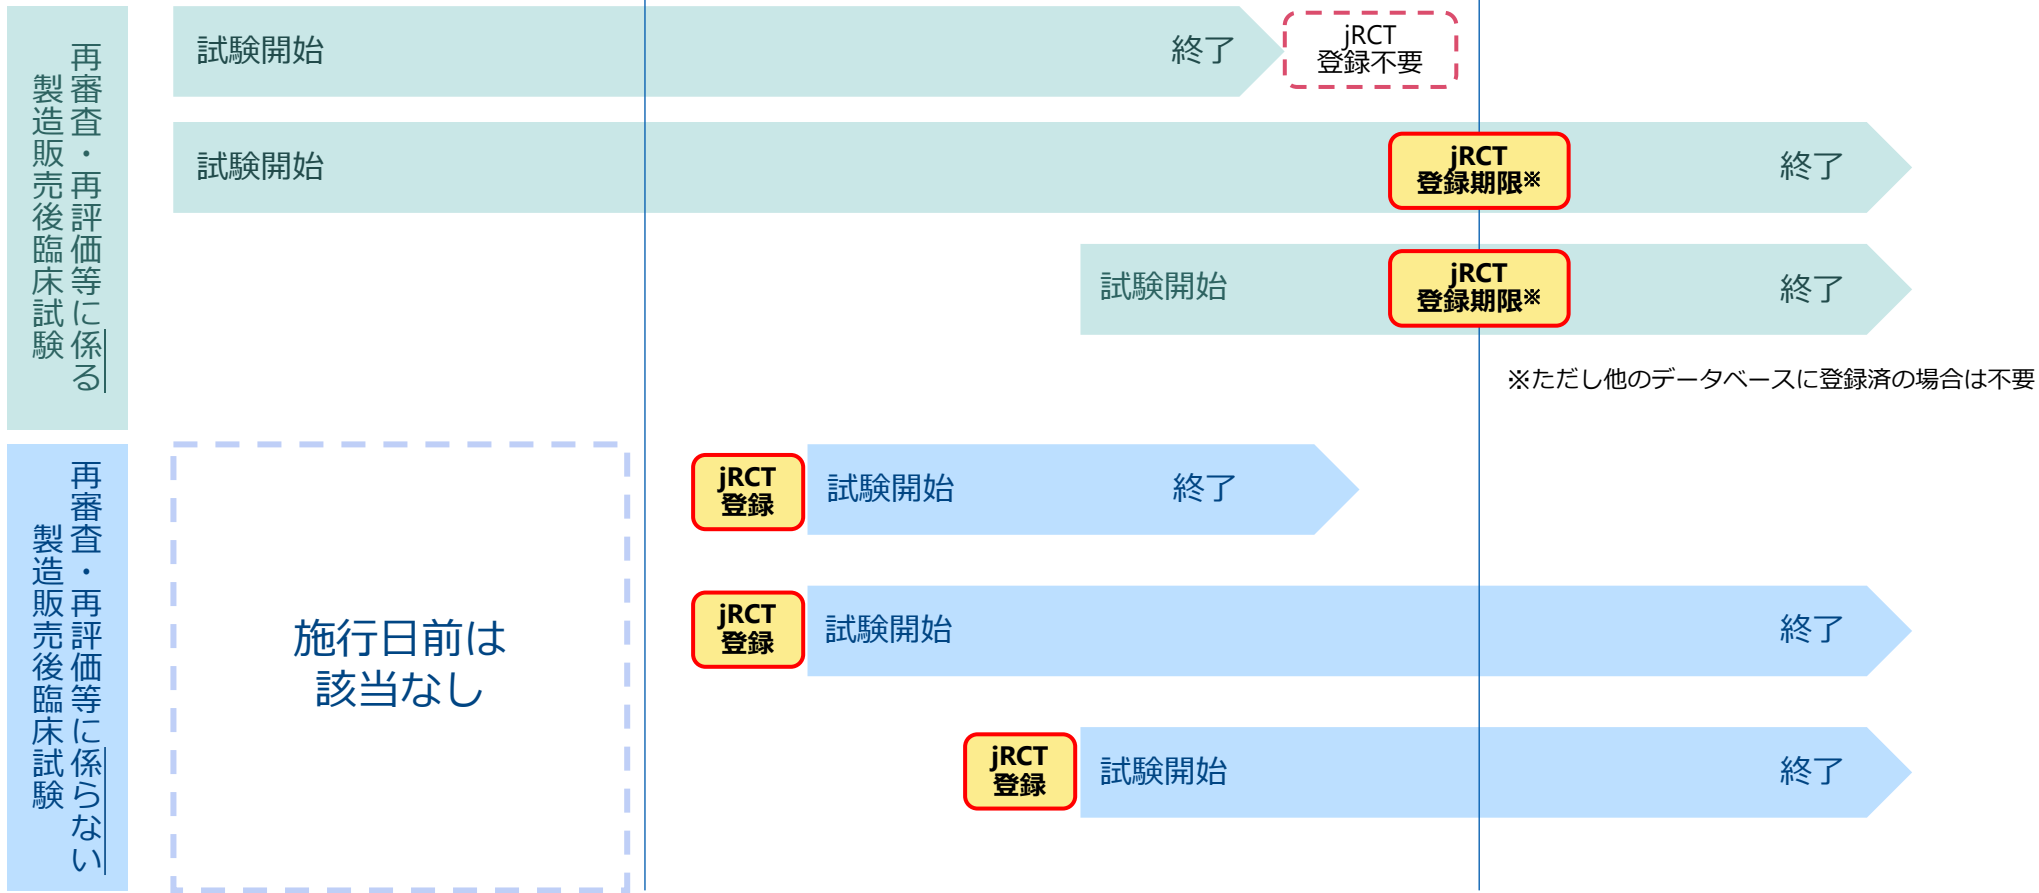 再審査・再評価等に係る
製造販売後臨床試験
試験開始
終了
jRCT
登録不要
試験開始
jRCT
登録期限※
終了
試験開始
jRCT
登録期限※
終了
※ただし他のデータベースに登録済の場合は不要
再審査・再評価等に係らない
製造販売後臨床試験
施行日前は
該当なし
jRCT
登録
試験開始
終了
jRCT
登録
試験開始
終了
jRCT
登録
試験開始
終了